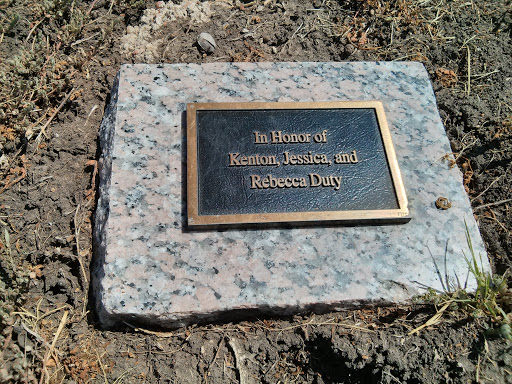 In Honor of
Kenton, Jessica, and
Rebecca Duty